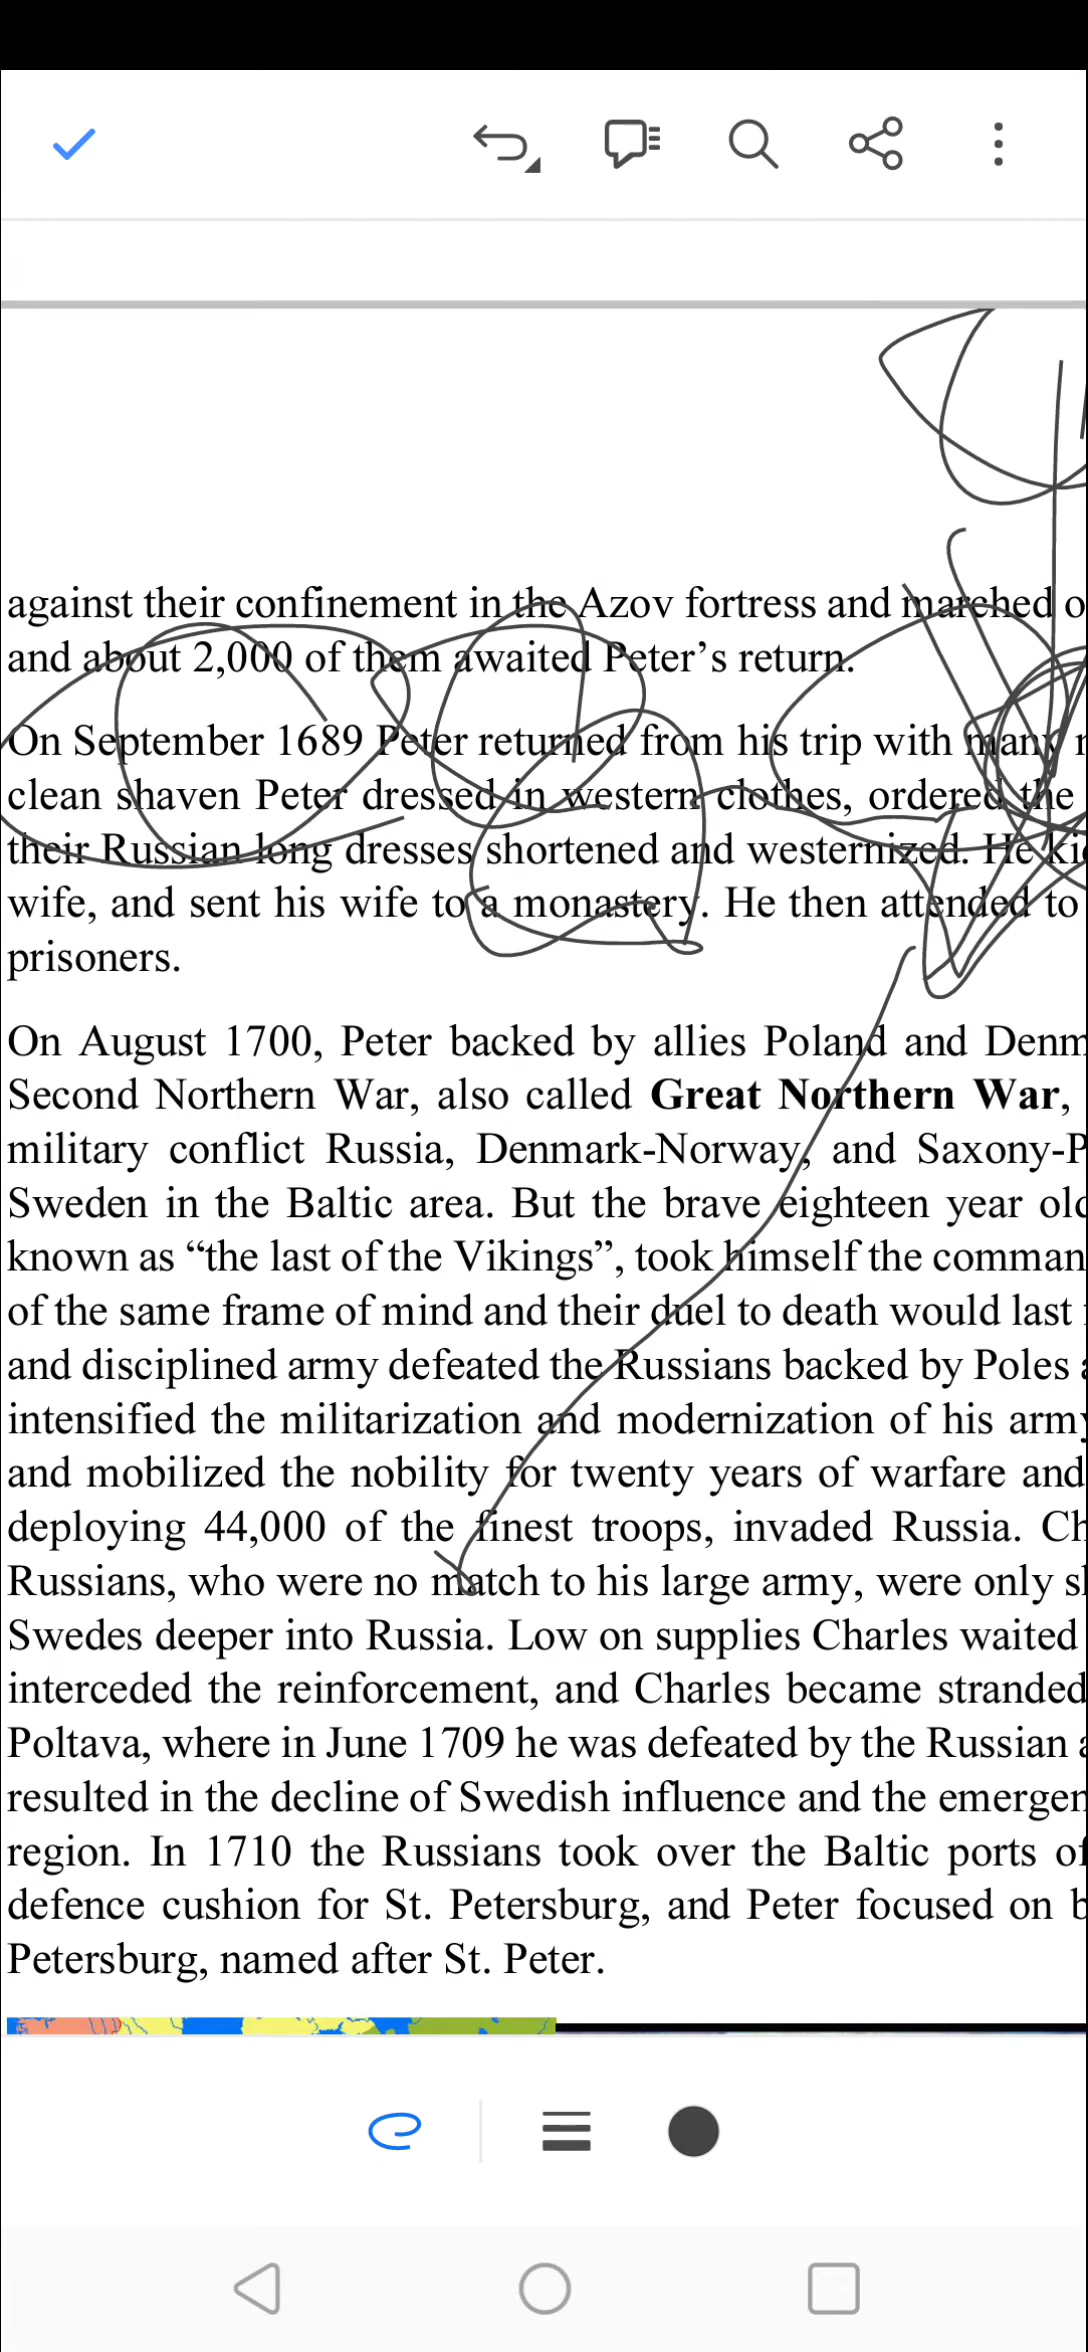 against their confinement in the Azov fortress and marched
and about 2,000 of them awaited Peter’s return.
On September 1689 Peter returned from his trip with many
clean shaven Peter dressed in western clothes, ordered the
their Russian long dresses shortened and westernized. He
wife, and sent his wife to a monastery. He then attended to
prisoners.
On August 1700, Peter backed by allies Poland and Denm
Second Northern War, also called Great Northern War,
military conflict Russia, Denmark-Norway, and Saxony-P
Sweden in the Baltic area. But the brave eighteen year old
known as “the last of the Vikings”, took himself the comman
of the same frame of mind and their duel to death would last
and disciplined army defeated the Russians backed by Poles
intensified the militarization and modernization of his army
and mobilized the nobility for twenty years of warfare and
deploying 44,000 of the finest troops, invaded Russia. Ch
Russians, who were no match to his large army, were only sl
Swedes deeper into Russia. Low on supplies Charles waited
interceded the reinforcement, and Charles became stranded
Poltava, where in June 1709 he was defeated by the Russian
resulted in the decline of Swedish influence and the emergen
region. In 1710 the Russians took over the Baltic ports of
defence cushion for St. Petersburg, and Peter focused on b
Petersburg, named after St. Peter.